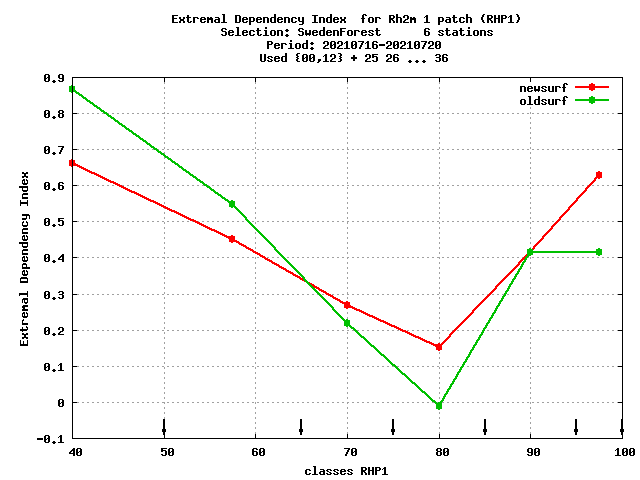 Extremal Dependency Index  for Rh2m 1 patch (RHP1)
Selection: SwedenForest      6 stations
Period: 20210716-20210720
Used {00,12} + 25 26 ... 36
newsurf
oldsurf
0.9
0.8
0.7
0.6
0.5
0.4
0.3
0.2
0.1
0
-0.1
Extremal Dependency Index
40 50 60 70 80 90 100
classes RHP1